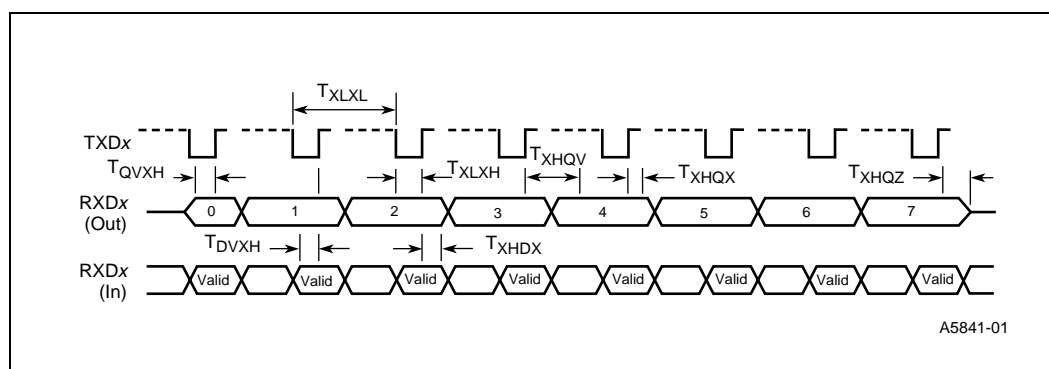 TXLXL
TXDx
TQVXH
TXLXH
TXHQV
TXHQX
TXHQZ
RXDx
(Out)
0 1 2 3 4 5 6 7
TDVXH
TXHDX
RXDx
(In)
Valid Valid Valid Valid Valid Valid Valid Valid
A5841-01